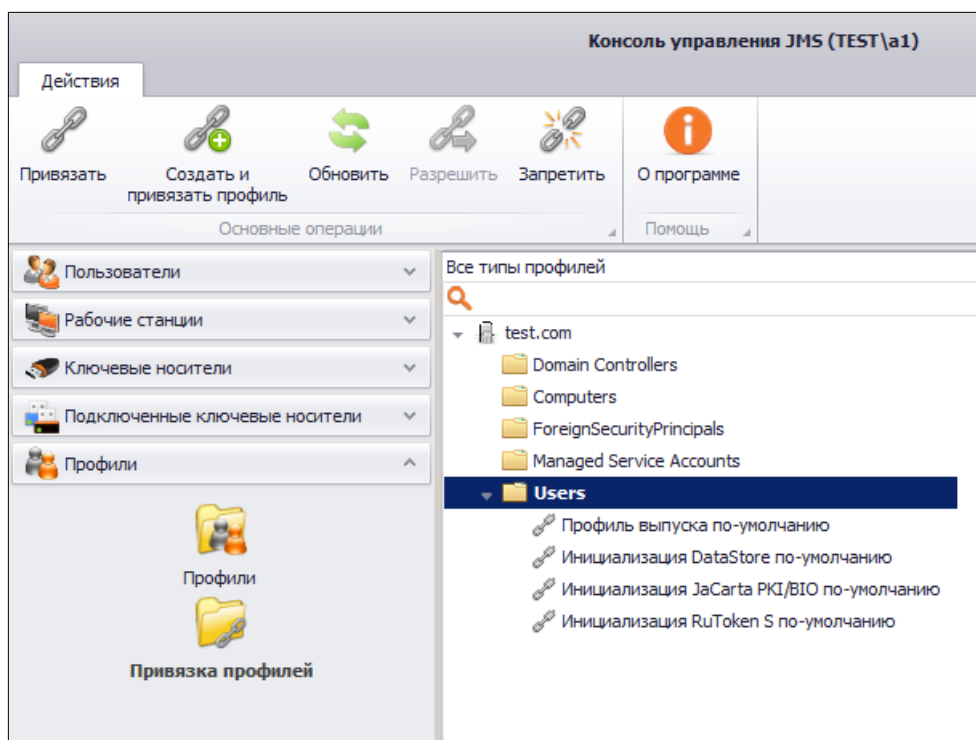 Консоль управления JMS (TEST\a1)
Действия
Привязать
Создать и
привязать профиль
Обновить
Разрешить
Запретить
О программе
Основные операции
Помощь
Пользователи
Рабочие станции
Ключевые носители
Подключенные ключевые носители
Профили
Профили
Привязка профилей
Все типы профилей
test.com
Domain Controllers
Computers
ForeignSecurityPrincipals
Managed Service Accounts
Users
Профиль выпуска по-умолчанию
Инициализация DataStore по-умолчанию
Инициализация JaCarta PKI/BIO по-умолчанию
Инициализация RuToken S по-умолчанию